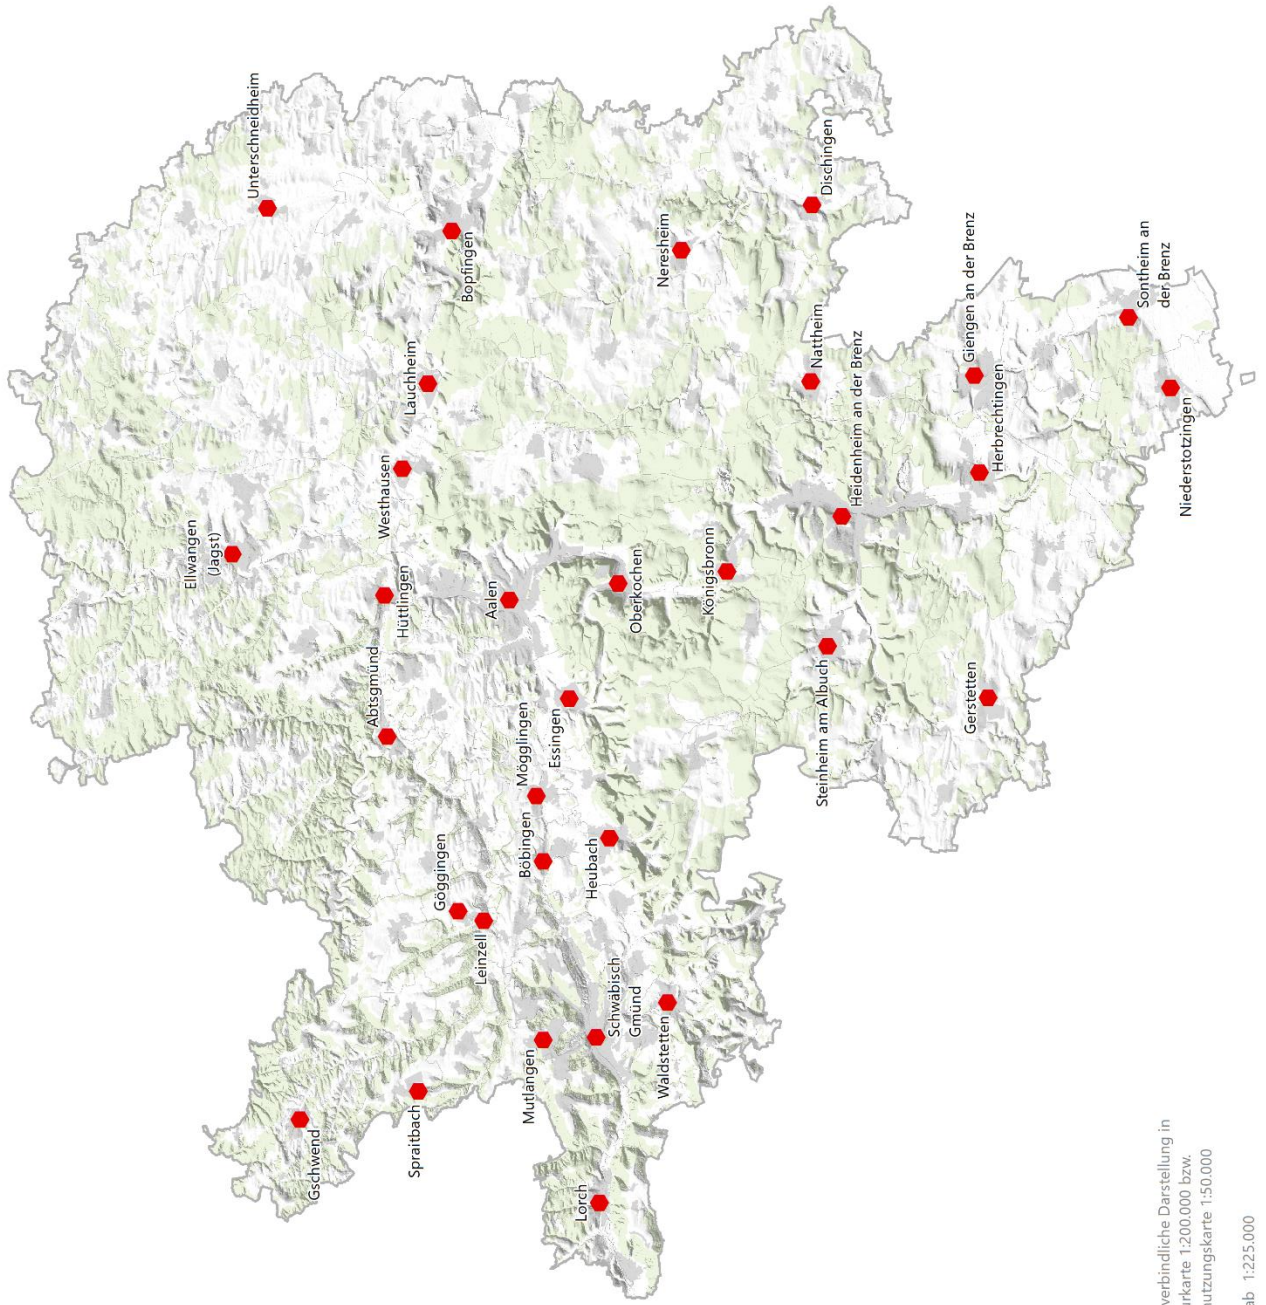 Gschwend
Spraitbach
Lorch
Mutlangen
Schwäbisch
Gmünd
Waldstetten
Göggingen
Leinzell
Böbingen
Heubach
Mögglingen
Essingen
Abtsgmünd
Hüttlingen
Ellwangen
(Jagst)
Aalen
Westhausen
Lauchheim
Unterschneidheim
Bopfingen
Oberkochen
Königsbronn
Neresheim
Dischingen
Nattheim
Steinheim am Albuch
Heidenheim an der Brenz
Gerstetten
Herbrechtingen
Giengen an der Brenz
Sontheim an
der Brenz
Niederstotzingen
verbindliche Darstellung in
urkarte 1:200.000 bzw.
nutzungskarte 1:50.000
ab 1:225.000